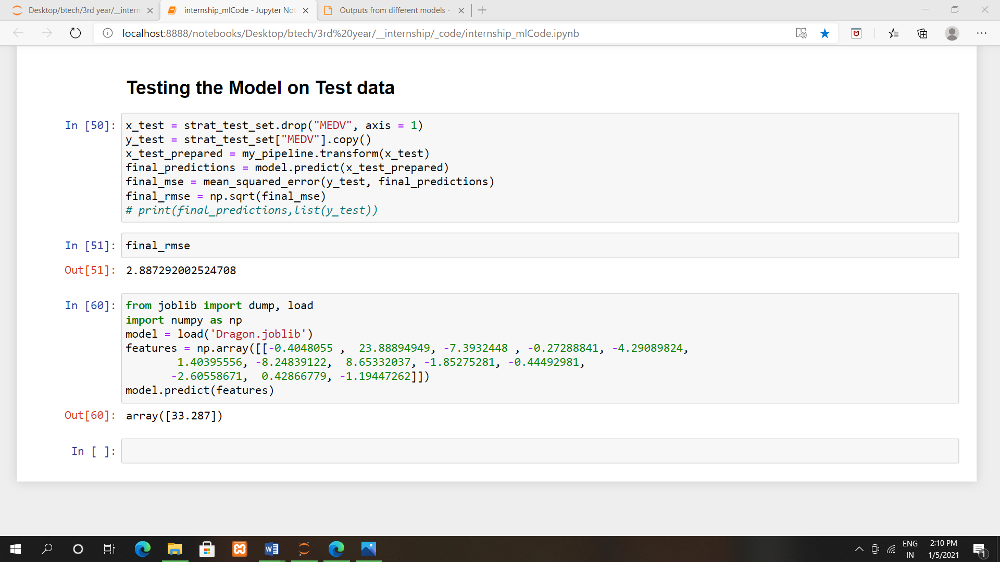 Desktop/btech/3rd year/__intern
internship_mlCode - Jupyter Not
Outputs from different models -
localhost:8888/notebooks/Desktop/btech/3rd%20year/__internship/_code/internship_mlCode.ipynb
Testing the Model on Test data
In [50]:
x_test = strat_test_set.drop("MEDV", axis = 1)
y_test = strat_test_set["MEDV"].copy()
x_test_prepared = my_pipeline.transform(x_test)
final_predictions = model.predict(x_test_prepared)
final_mse = mean_squared_error(y_test, final_predictions)
final_rmse = np.sqrt(final_mse)
# print(final_predictions,list(y_test))
In [51]: final_rmse
Out[51]: 2.887292002524708
In [60]:
from joblib import dump, load
import numpy as np
model = load('Dragon.joblib')
features = np.array([[-0.4048055 ,  23.88894949, -7.3932448 , -0.27288841, -4.29089824,
        1.40395556, -8.24839122,  8.65332037, -1.85275281, -0.44492981,
       -2.60558671,  0.42866779, -1.19447262]])
model.predict(features)
Out[60]: array([33.287])
In [ ]:
ENG
IN
2:10 PM
1/5/2021
1